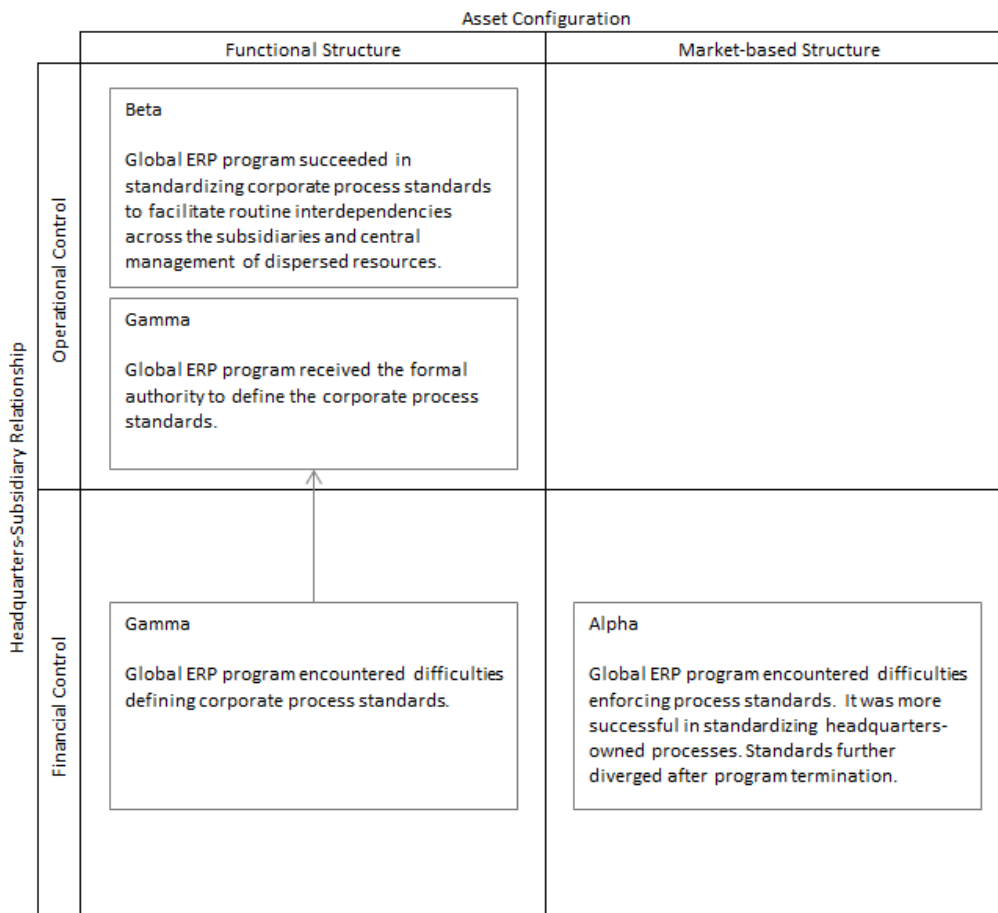 Asset Configuration
Functional Structure
Market-based Structure
Headquarters-Subsidiary Relationship
Operational Control
Beta
Global ERP program succeeded in
standardizing corporate process standards
to facilitate routine interdependencies
across the subsidiaries and central
management of dispersed resources.
Gamma
Global ERP program received the formal
authority to define the corporate process
standards.
Financial Control
Gamma
Global ERP program encountered difficulties
defining corporate process standards.
Alpha
Global ERP program encountered difficulties
enforcing process standards. It was more
successful in standardizing headquarters-
owned processes. Standards further
diverged after program termination.